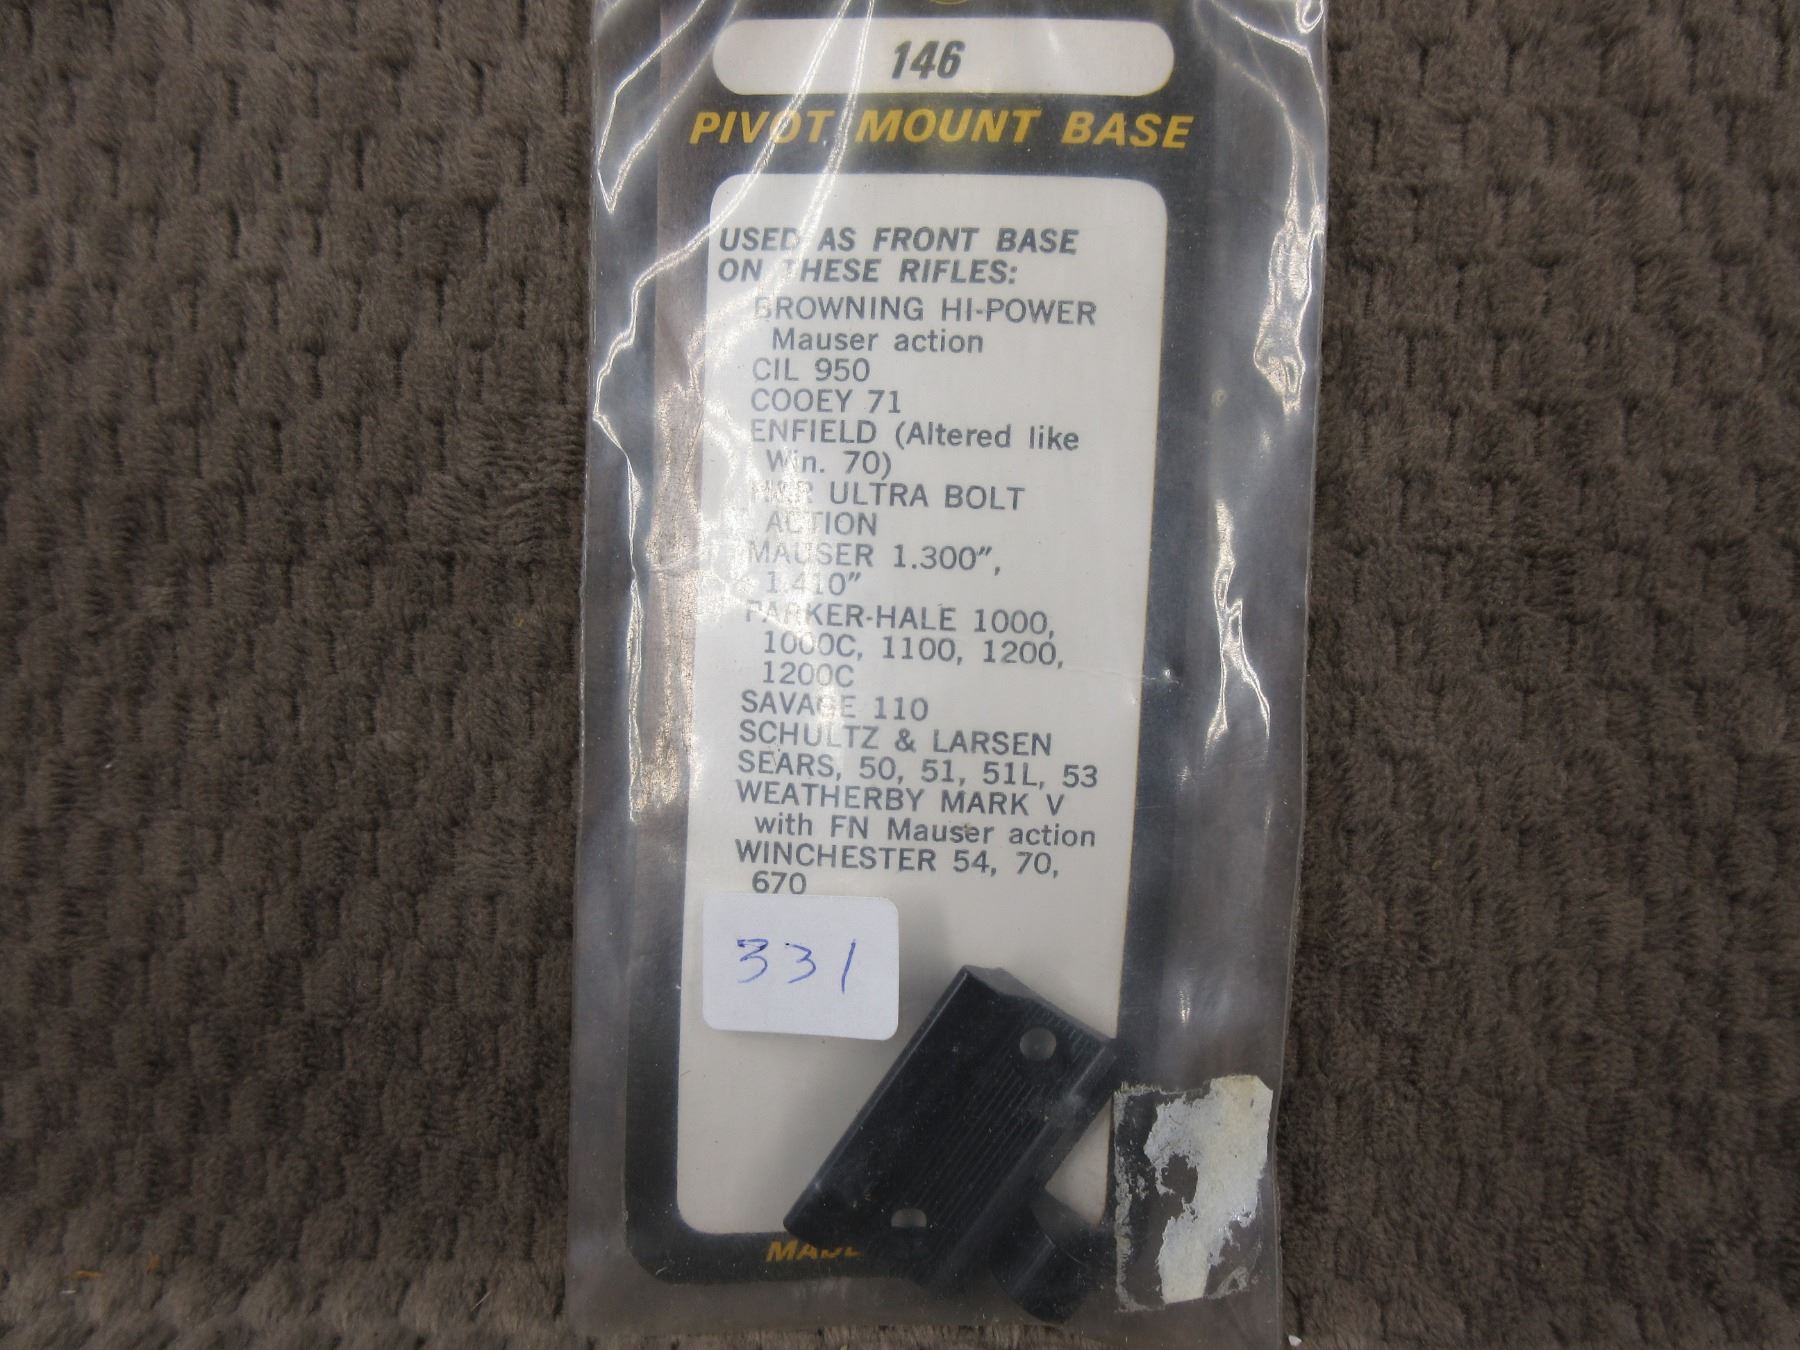 146
PIVOT MOUNT BASE
USED AS FRONT BASE
ON THESE RIFLES:
BROWNING HI-POWER
Mauser action
CIL 950
COOEY 71
ENFIELD (Altered like
Win. 70)
H&R ULTRA BOLT
ACTION
MAUSER 1.300",
1.410"
PARKER-HALE 1000,
1000C, 1100, 1200,
1200C
SAVAGE 110
SCHULTZ & LARSEN
SEARS, 50, 51, 51L, 53
WEATHERBY MARK V
with FN Mauser action
WINCHESTER 54, 70,
670
331
MADE